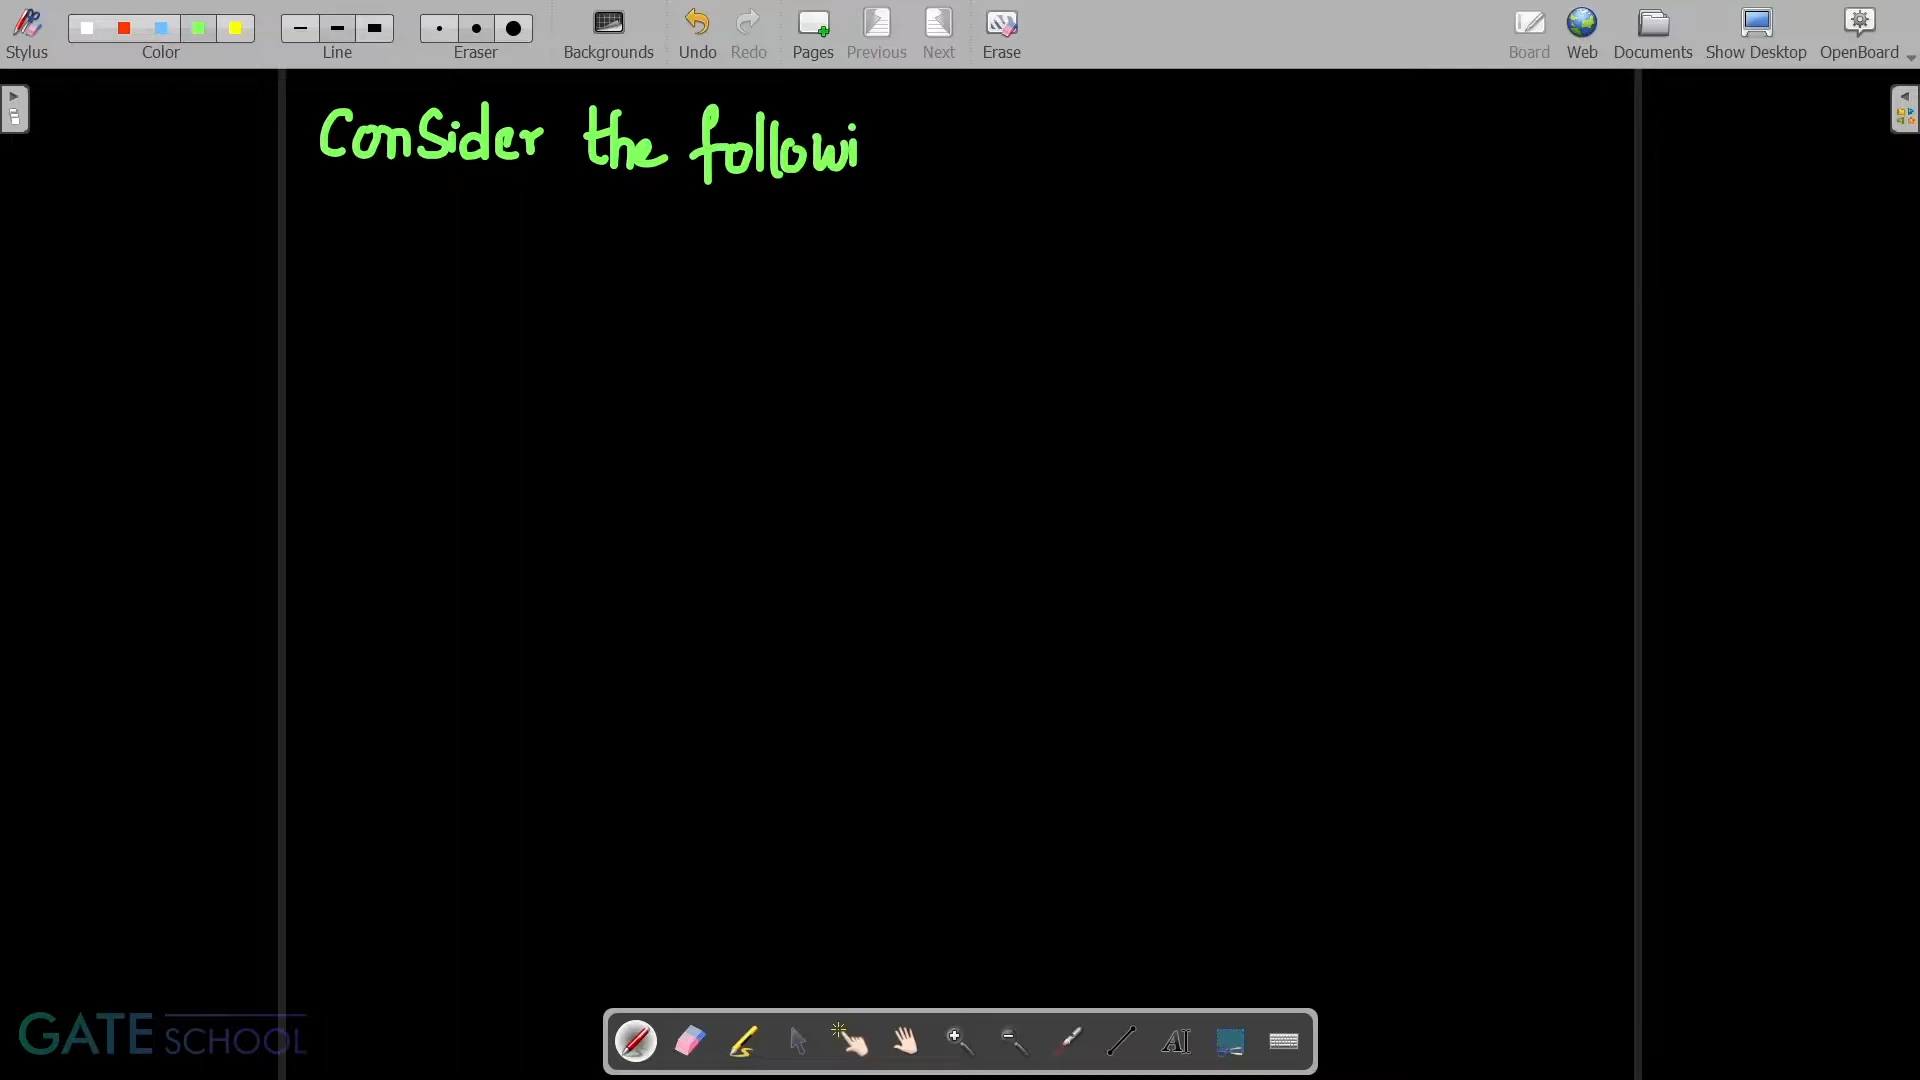 Stylus Color Line Eraser Backgrounds Undo Redo Pages Previous Next Erase Board Web Documents Show Desktop OpenBoard
Consider the followi
GATE SCHOOL
AI